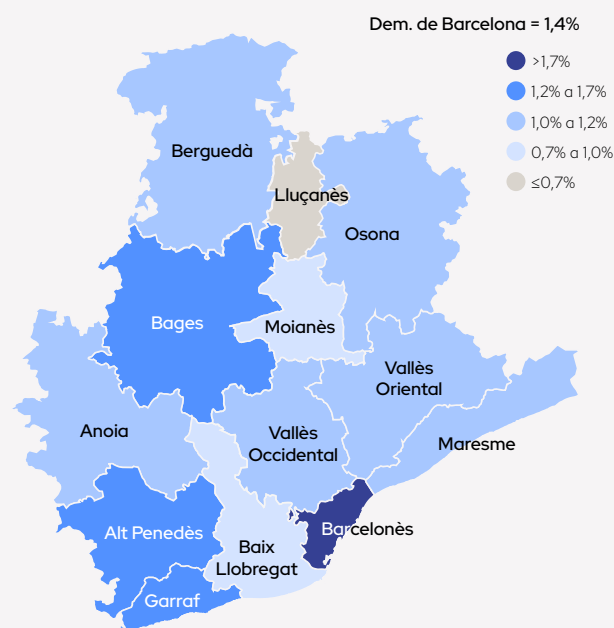 Dem. de Barcelona = 1,4%
>1,7%
1,2% a 1,7%
1,0% a 1,2%
0,7% a 1,0%
≤0,7%
Berguedà
Lluçanès
Osona
Bages
Moianès
Vallès
Oriental
Anoia
Vallès
Occidental
Maresme
Alt Penedès
Barcelonès
Baix
Llobregat
Garraf